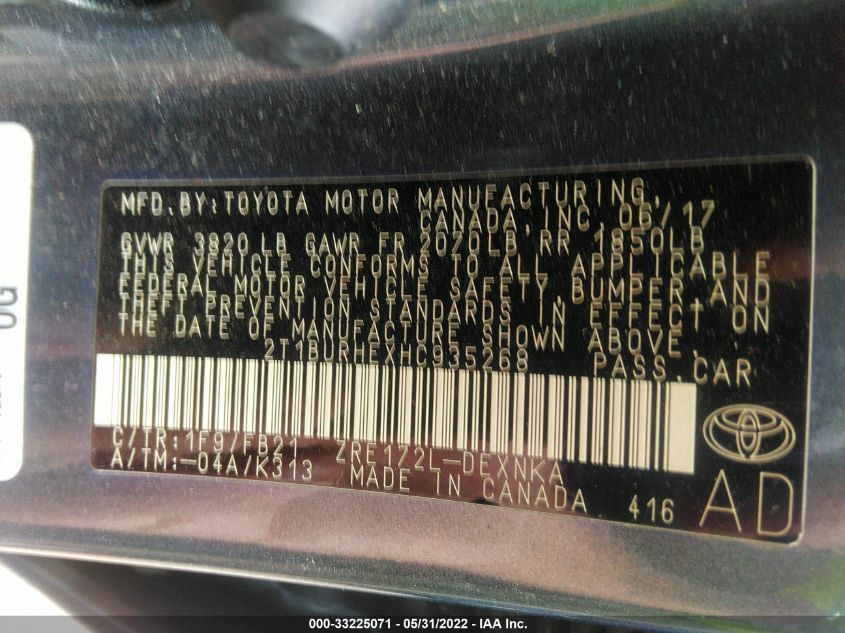 MFD. BY: TOYOTA MOTOR MANUFACTURING,
CANADA, INC 06/17
GVWR 3820 LB GAWR FR 2070LB RR 1850LB
THIS VEHICLE CONFORMS TO ALL APPLICABLE
FEDERAL MOTOR VEHICLE SAFETY, BUMPER, AND
THEFT PREVENTION STANDARDS IN EFFECT ON
THE DATE OF MANUFACTURE SHOWN ABOVE.
2T1BURHEXHC935268 PASS. CAR
C/TR: 1F9/FB21 ZRE172L-DEXNKA
A/TM: -04A/K313 MADE IN CANADA 416
AD
000-33225071 - 05/31/2022 - IAA Inc.